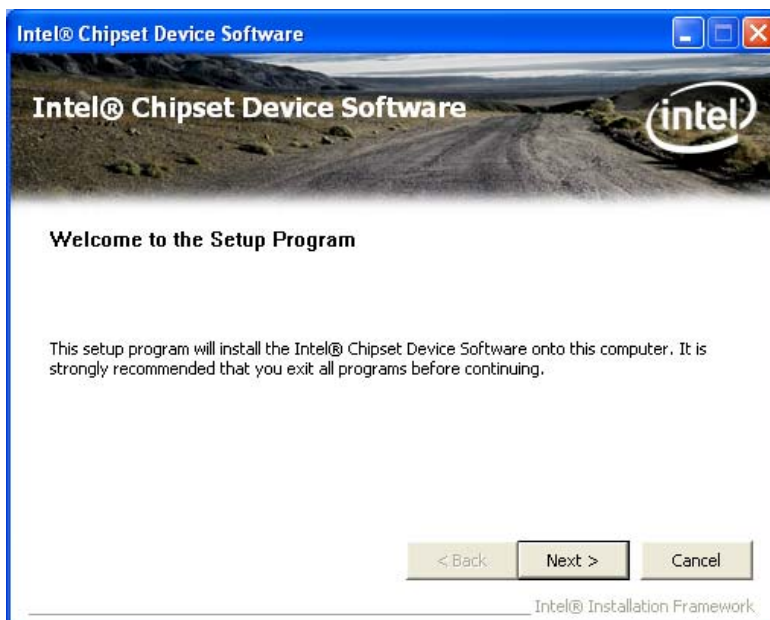 Intel® Chipset Device Software
Intel® Chipset Device Software
intel
Welcome to the Setup Program
This setup program will install the Intel® Chipset Device Software onto this computer. It is
strongly recommended that you exit all programs before continuing.
< Back
Next >
Cancel
Intel® Installation Framework